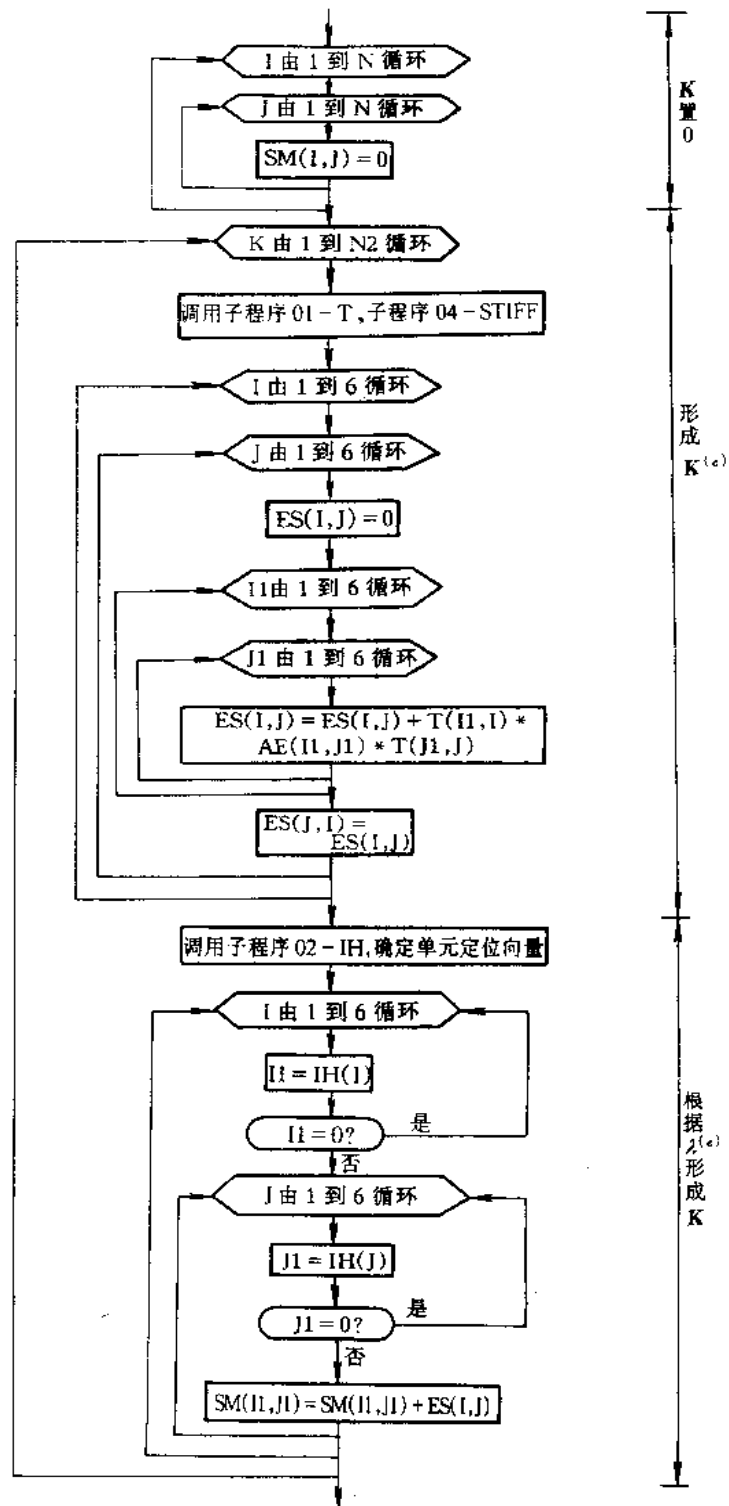 I 由 1 到 N 循环
J 由 1 到 N 循环
SM(I,J)=0
K 置 0
K 由 1 到 N2 循环
调用子程序 01-T,子程序 04-STIFF
I 由 1 到 6 循环
J 由 1 到 6 循环
ES(I,J)=0
I1由 1 到 6 循环
J1 由 1 到 6 循环
ES(I,J)=ES(I,J)+T(I1,I)*
AE(I1,J1)*T(J1,J)
ES(J,I)=
ES(I,J)
形成 K(e)
调用子程序 02-IH,确定单元定位向量
I 由 1 到 6 循环
I1=IH(I)
I1=0?
是
否
J 由 1 到 6 循环
J1=IH(J)
J1=0?
是
否
SM(I1,J1)=SM(I1,J1)+ES(I,J)
根据 λ(e) 形成 K